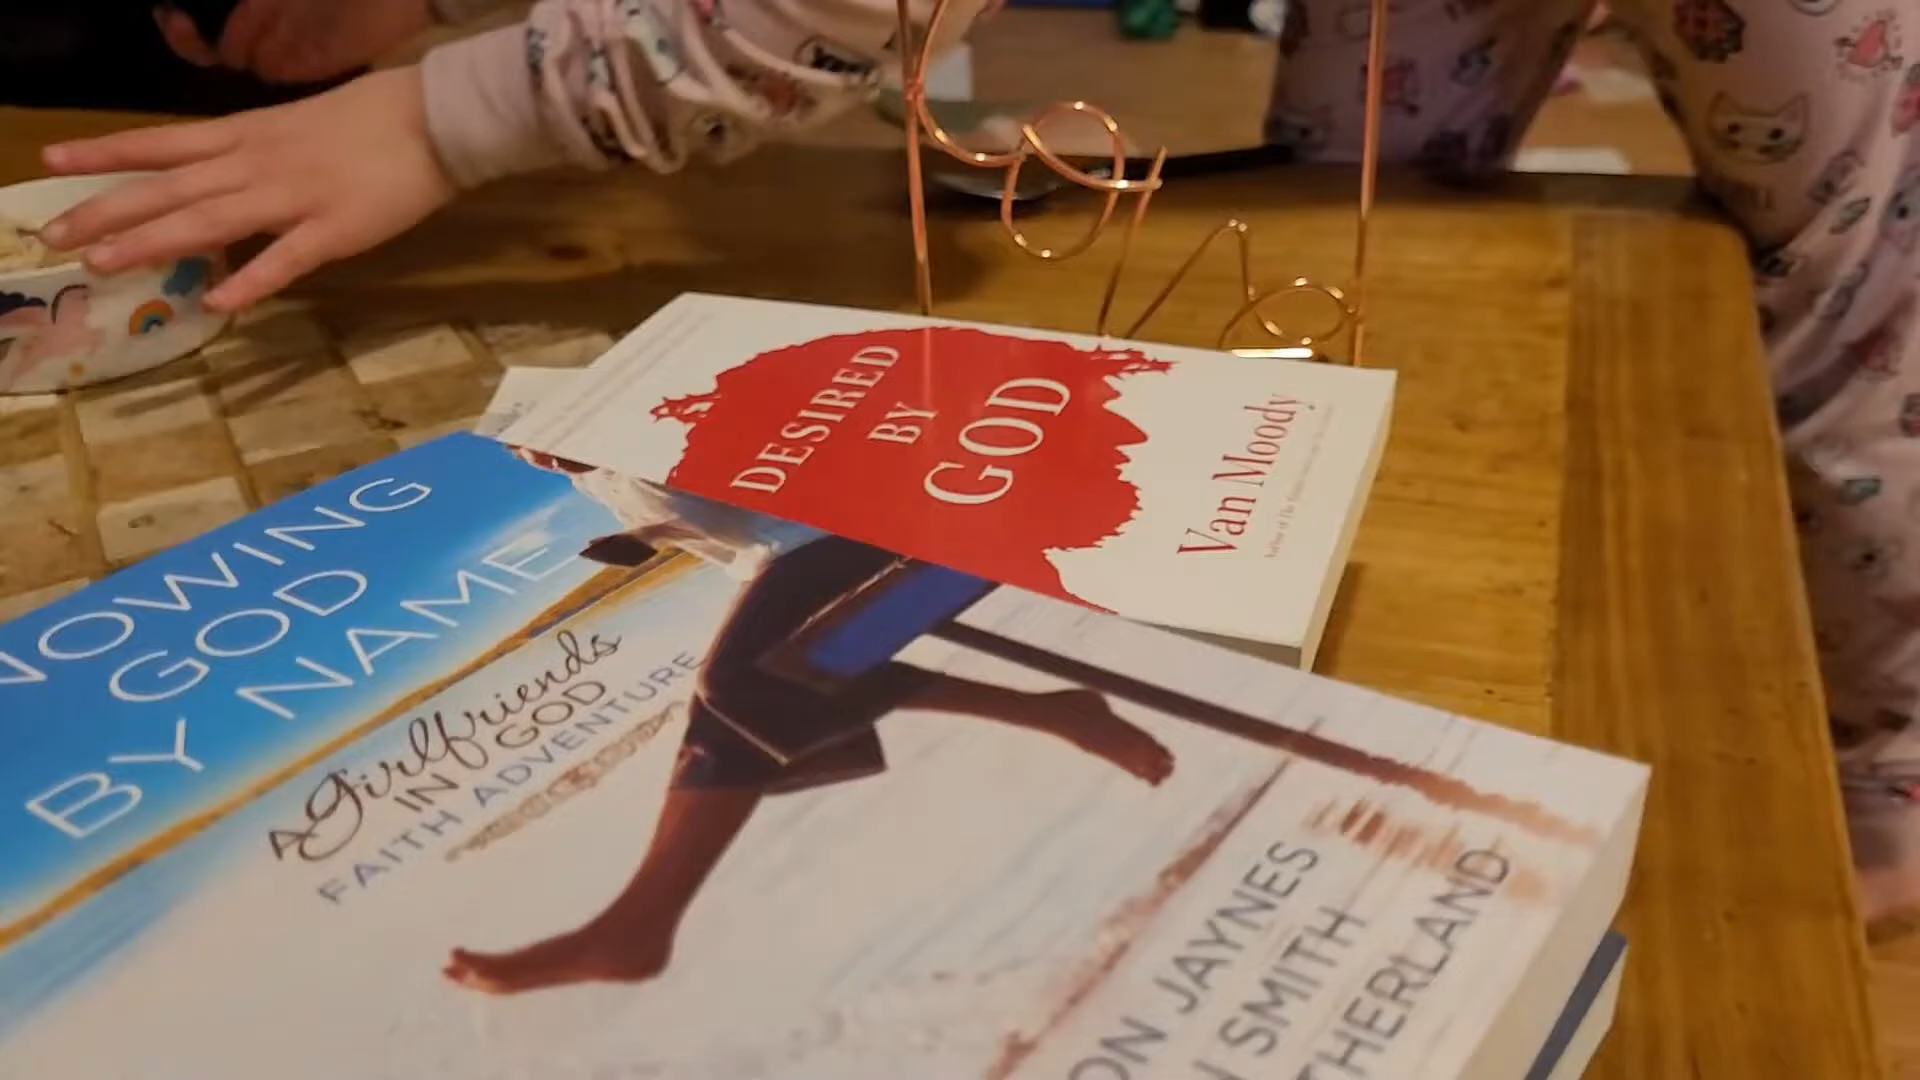 DESIRED
BY
GOD
Van Moody
NOWING
GOD
BY NAME
A girlfriends
IN GOD
FAITH ADVENTURE
ON JAYNES
SMITH
THERLAND